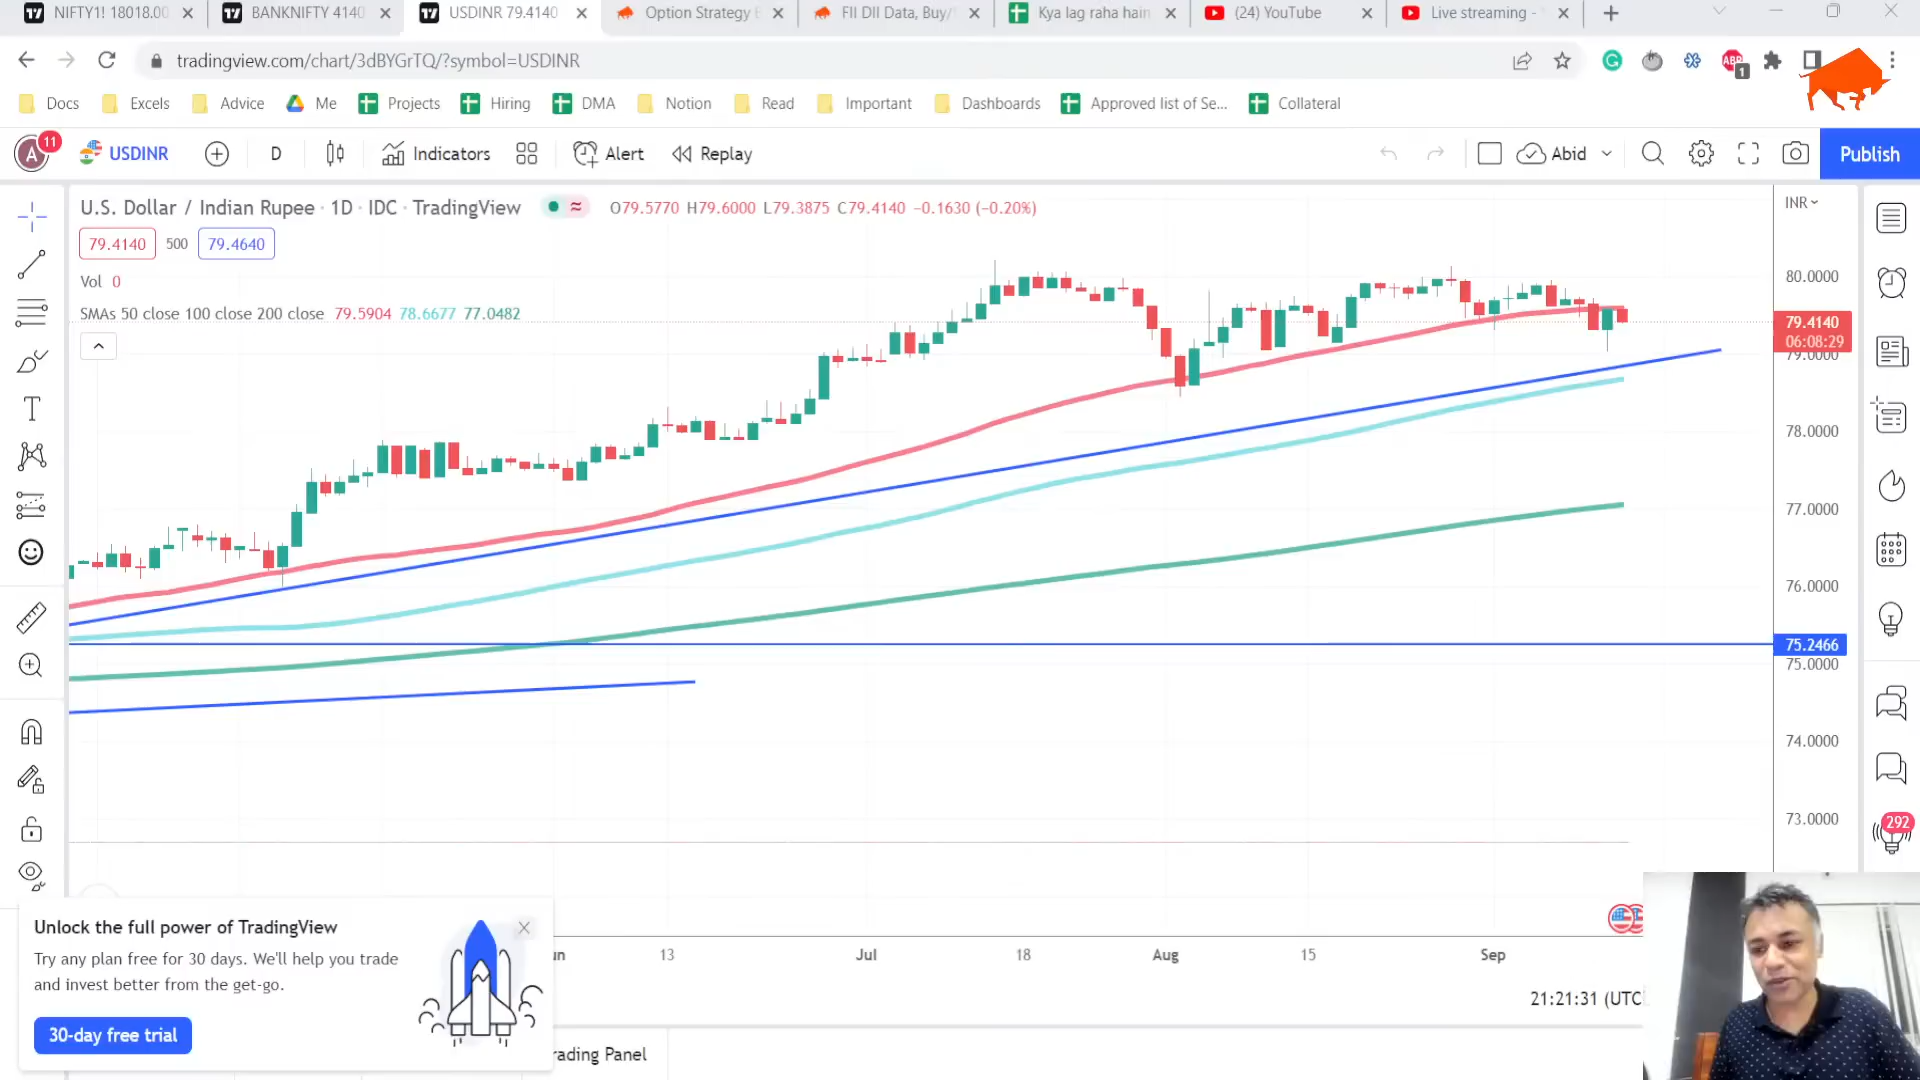 NIFTY1! 18018.00
BANKNIFTY 4140
USDINR 79.4140
Option Strategy
FII DII Data, Buy/
Kya lag raha hain
(24) YouTube
Live streaming -
tradingview.com/chart/3dBYGrTQ/?symbol=USDINR
ABP
1
Docs
Excels
Advice
Me
Projects
Hiring
DMA
Notion
Read
Important
Dashboards
Approved list of Se...
Collateral
A
11
USDINR
D
Indicators
Alert
Replay
Abid
Publish
U.S. Dollar / Indian Rupee · 1D · IDC · TradingView
O79.5770 H79.6000 L79.3875 C79.4140 −0.1630 (−0.20%)
INR
79.4140
500
79.4640
Vol 0
SMAs 50 close 100 close 200 close 79.5904 78.6677 77.0482
80.0000
79.4140
06:08:29
79.0000
78.0000
77.0000
76.0000
75.2466
75.0000
74.0000
73.0000
292
Unlock the full power of TradingView
Try any plan free for 30 days. We'll help you trade
and invest better from the get-go.
30-day free trial
13
Jul
18
Aug
15
Sep
21:21:31 (UTC
rading Panel